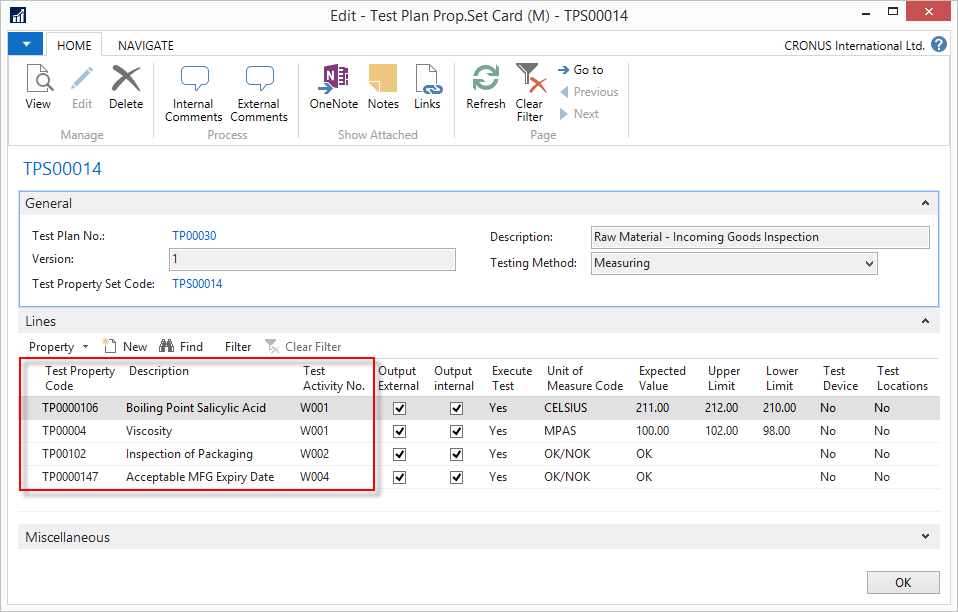 Edit - Test Plan Prop.Set Card (M) - TPS00014
HOME NAVIGATE CRONUS International Ltd. ?
View Edit Delete Internal Comments External Comments OneNote Notes Links Refresh Clear Filter Go to Previous Next
Manage Process Show Attached Page
TPS00014
General
Test Plan No.: TP00030 Description: Raw Material - Incoming Goods Inspection
Version: 1 Testing Method: Measuring
Test Property Set Code: TPS00014
Lines
Property New Find Filter Clear Filter
Test Property Code Description Test Activity No. Output External Output internal Execute Test Unit of Measure Code Expected Value Upper Limit Lower Limit Test Device Test Locations
TP0000106 Boiling Point Salicylic Acid W001 Yes CELSIUS 211.00 212.00 210.00 No No
TP00004 Viscosity W001 Yes MPAS 100.00 102.00 98.00 No No
TP00102 Inspection of Packaging W002 Yes OK/NOK OK No No
TP0000147 Acceptable MFG Expiry Date W004 Yes OK/NOK OK No No
Miscellaneous
OK